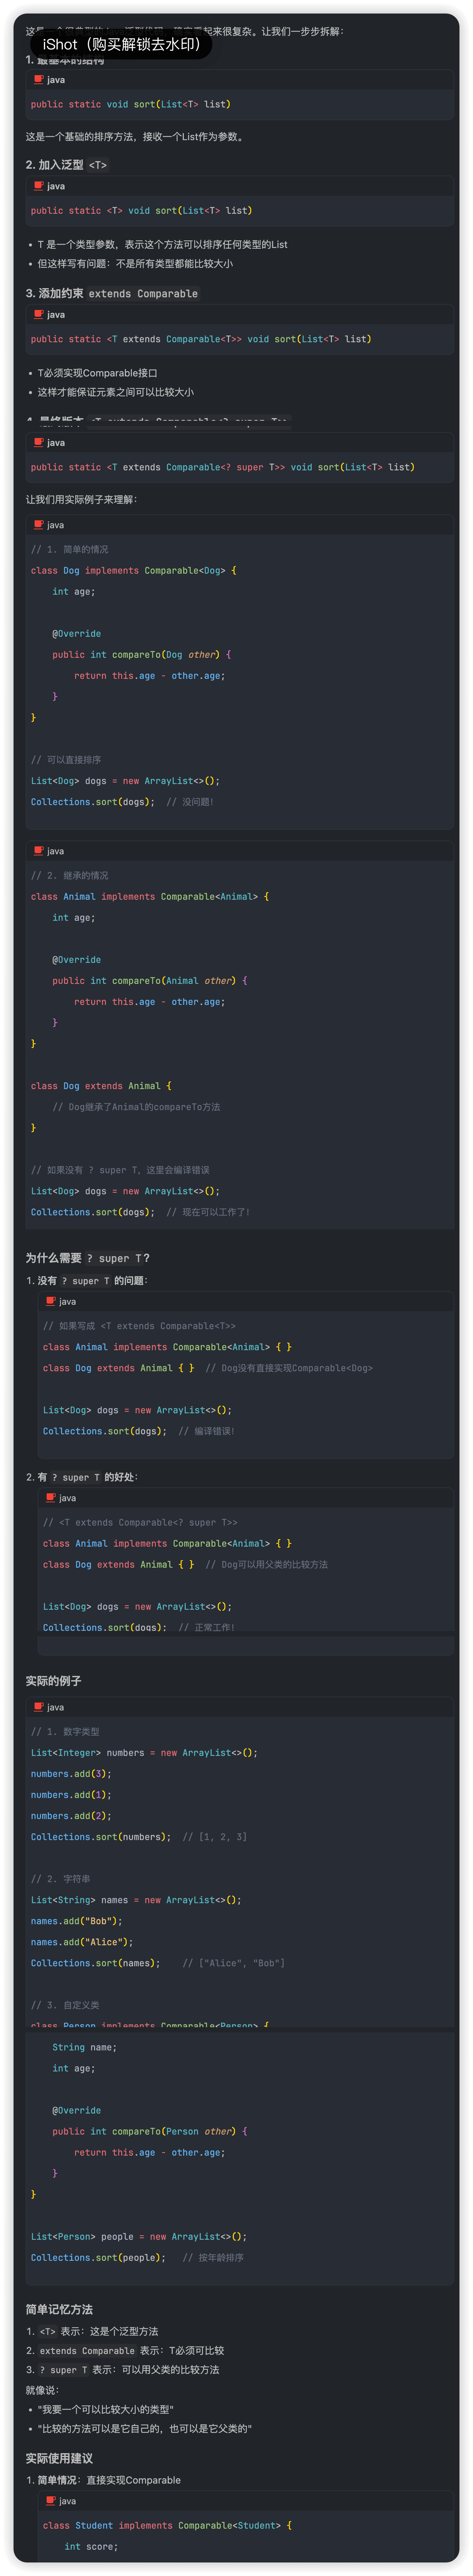 这是一个很典型的Java泛型代码，确实看起来很复杂。让我们一步步拆解：
iShot（购买解锁去水印）
1. 最基本的结构
java
public static void sort(List<T> list)
这是一个基础的排序方法，接收一个List作为参数。
2. 加入泛型 <T>
java
public static <T> void sort(List<T> list)
• T 是一个类型参数，表示这个方法可以排序任何类型的List
• 但这样写有问题：不是所有类型都能比较大小
3. 添加约束 extends Comparable
java
public static <T extends Comparable<T>> void sort(List<T> list)
• T必须实现Comparable接口
• 这样才能保证元素之间可以比较大小
4. 最终版本 <T extends Comparable<? super T>>
java
public static <T extends Comparable<? super T>> void sort(List<T> list)
让我们用实际例子来理解：
java
// 1. 简单的情况
class Dog implements Comparable<Dog> {
int age;
@Override
public int compareTo(Dog other) {
return this.age - other.age;
}
}
// 可以直接排序
List<Dog> dogs = new ArrayList<>();
Collections.sort(dogs);  // 没问题!
java
// 2. 继承的情况
class Animal implements Comparable<Animal> {
int age;
@Override
public int compareTo(Animal other) {
return this.age - other.age;
}
}
class Dog extends Animal {
// Dog继承了Animal的compareTo方法
}
// 如果没有 ? super T，这里会编译错误
List<Dog> dogs = new ArrayList<>();
Collections.sort(dogs);  // 现在可以工作了!
为什么需要 ? super T?
1. 没有 ? super T 的问题：
java
// 如果写成 <T extends Comparable<T>>
class Animal implements Comparable<Animal> { }
class Dog extends Animal { }  // Dog没有直接实现Comparable<Dog>
List<Dog> dogs = new ArrayList<>();
Collections.sort(dogs);  // 编译错误!
2. 有 ? super T 的好处：
java
// <T extends Comparable<? super T>>
class Animal implements Comparable<Animal> { }
class Dog extends Animal { }  // Dog可以用父类的比较方法
List<Dog> dogs = new ArrayList<>();
Collections.sort(dogs);  // 正常工作!
实际的例子
java
// 1. 数字类型
List<Integer> numbers = new ArrayList<>();
numbers.add(3);
numbers.add(1);
numbers.add(2);
Collections.sort(numbers);  // [1, 2, 3]
// 2. 字符串
List<String> names = new ArrayList<>();
names.add("Bob");
names.add("Alice");
Collections.sort(names);    // ["Alice", "Bob"]
// 3. 自定义类
class Person implements Comparable<Person> {
String name;
int age;
@Override
public int compareTo(Person other) {
return this.age - other.age;
}
}
List<Person> people = new ArrayList<>();
Collections.sort(people);   // 按年龄排序
简单记忆方法
1. <T> 表示：这是个泛型方法
2. extends Comparable 表示：T必须可比较
3. ? super T 表示：可以用父类的比较方法
就像说：
• "我要一个可以比较大小的类型"
• "比较的方法可以是它自己的，也可以是它父类的"
实际使用建议
1. 简单情况：直接实现Comparable
java
class Student implements Comparable<Student> {
int score;